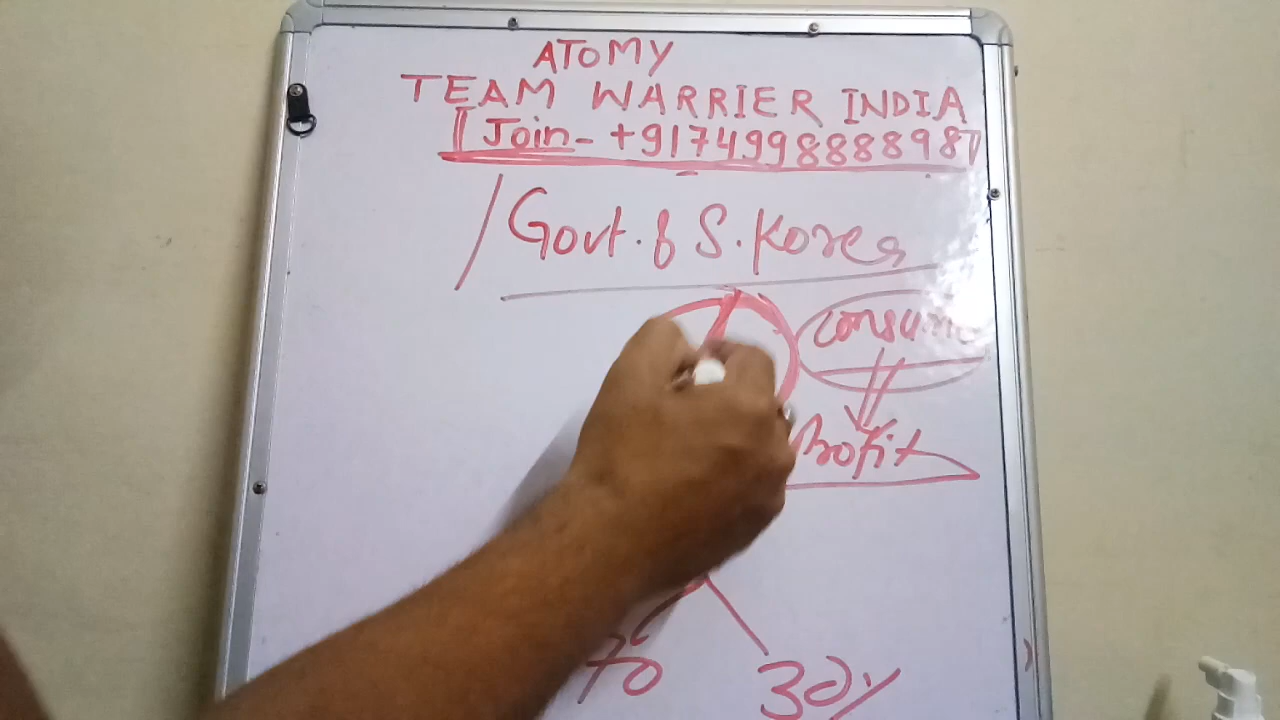 ATOMY
TEAM WARRIER INDIA
[Join - +917499888898]
Govt. of S. Korea
Consume
Profit
70
30%